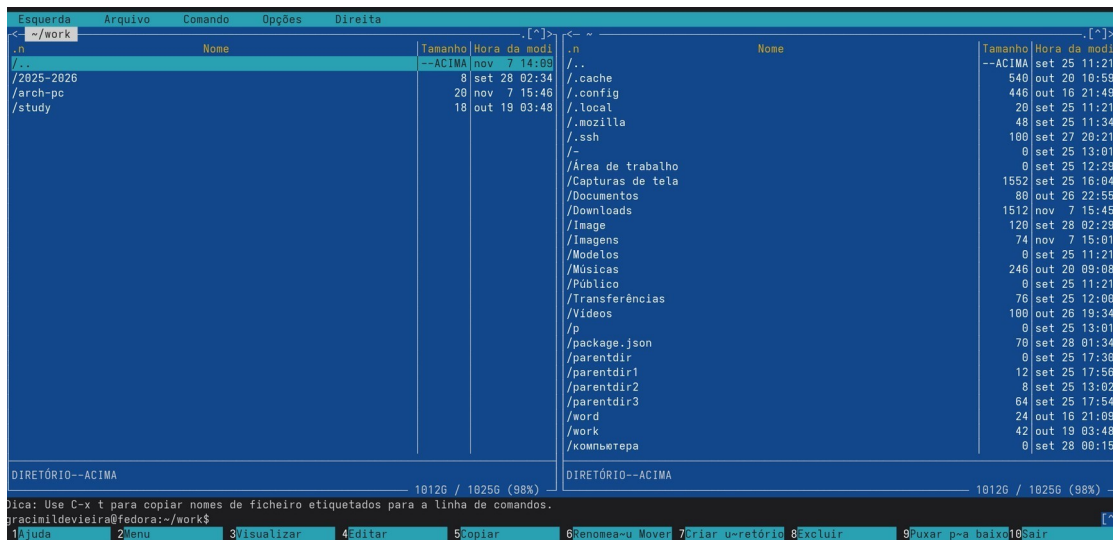 Esquerda Arquivo Comando Opções Direita
<— ~/work .[^]>
.n Nome Tamanho Hora da modi
/.. --ACIMA nov 7 14:09
/2025-2026 8 set 28 02:34
/arch-pc 20 nov 7 15:46
/study 18 out 19 03:48
DIRETÓRIO--ACIMA
1012G / 1025G (98%)
<— ~ .[^]>
.n Nome Tamanho Hora da modi
/.. --ACIMA set 25 11:21
/.cache 540 out 20 10:59
/.config 446 out 16 21:49
/.local 20 set 25 11:21
/.mozilla 48 set 25 11:34
/.ssh 100 set 27 20:21
/~ 0 set 25 13:01
/Área de trabalho 0 set 25 12:29
/Capturas de tela 1552 set 25 16:04
/Documentos 80 out 26 22:55
/Downloads 1512 nov 7 15:45
/Image 120 set 28 02:29
/Imagens 74 nov 7 15:01
/Modelos 0 set 25 11:21
/Músicas 246 out 20 09:08
/Público 0 set 25 11:21
/Transferências 76 set 25 12:00
/Vídeos 100 out 26 19:34
/p 0 set 25 13:01
/package.json 70 set 28 01:34
/parentdir 0 set 25 17:30
/parentdir1 12 set 25 17:56
/parentdir2 8 set 25 13:02
/parentdir3 64 set 25 17:54
/word 24 out 16 21:09
/work 42 out 19 03:48
/компьютера 0 set 28 00:15
DIRETÓRIO--ACIMA
1012G / 1025G (98%)
Dica: Use C-x t para copiar nomes de ficheiro etiquetados para a linha de comandos.
gracimildevieira@fedora:~/work$ [^
1Ajuda 2Menu 3Visualizar 4Editar 5Copiar 6Renomea~u Mover 7Criar u~retório 8Excluir 9Puxar p~a baixo 10Sair